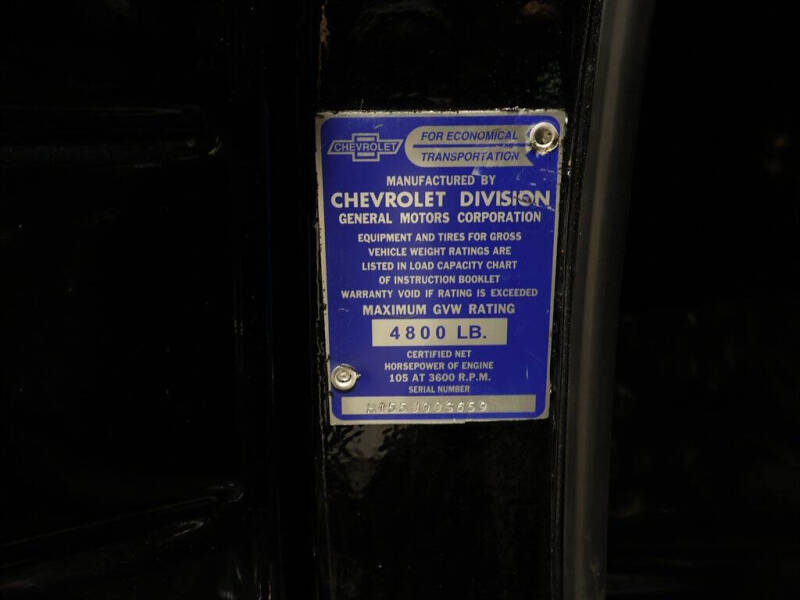 CHEVROLET
FOR ECONOMICAL
TRANSPORTATION
MANUFACTURED BY
CHEVROLET DIVISION
GENERAL MOTORS CORPORATION
EQUIPMENT AND TIRES FOR GROSS
VEHICLE WEIGHT RATINGS ARE
LISTED IN LOAD CAPACITY CHART
OF INSTRUCTION BOOKLET
WARRANTY VOID IF RATING IS EXCEEDED
MAXIMUM GVW RATING
4800 LB.
CERTIFIED NET
HORSEPOWER OF ENGINE
105 AT 3600 R.P.M.
SERIAL NUMBER